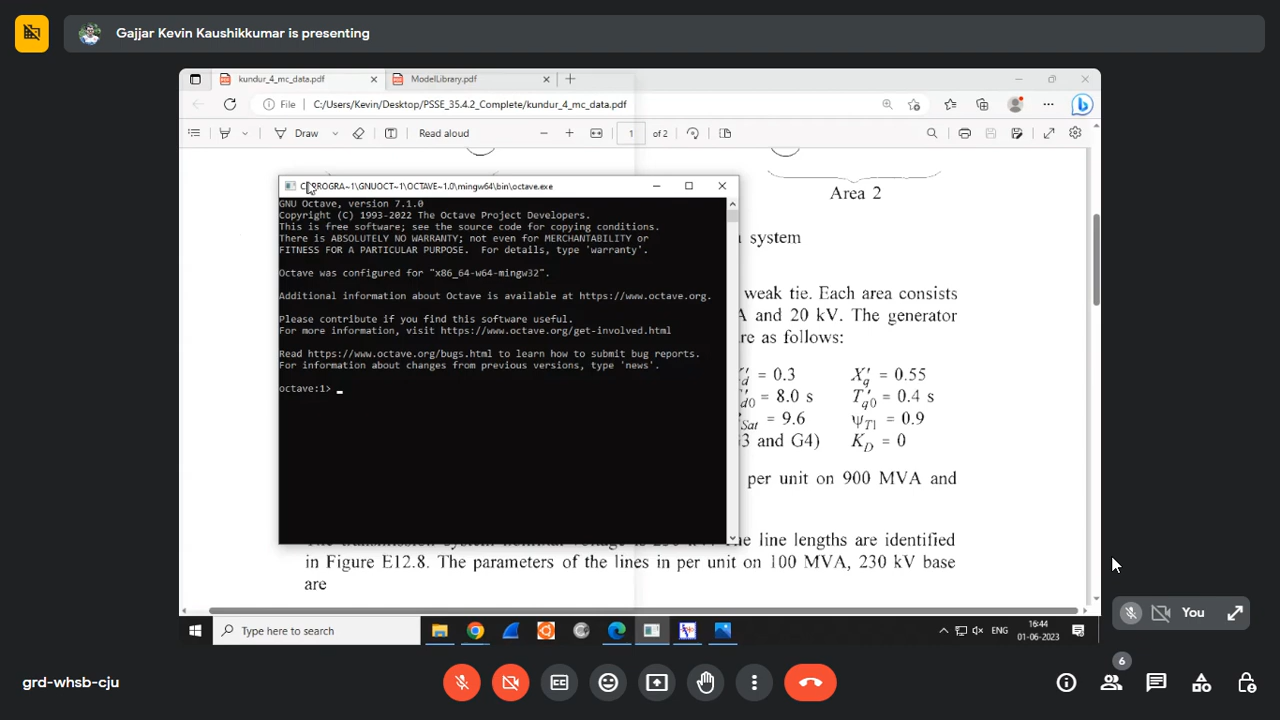 Gajjar Kevin Kaushikkumar is presenting
kundur_4_mc_data.pdf
ModelLibrary.pdf
File C:/Users/Kevin/Desktop/PSSE_35.4.2_Complete/kundur_4_mc_data.pdf
Draw Read aloud 1 of 2
Area 2
system
weak tie. Each area consists
and 20 kV. The generator
are as follows:
= 0.3 X'q = 0.55
= 8.0 s T'q0 = 0.4 s
= 9.6 ψT1 = 0.9
G3 and G4) KD = 0
per unit on 900 MVA and
line lengths are identified
in Figure E12.8. The parameters of the lines in per unit on 100 MVA, 230 kV base
are
GNUOCT~1\OCTAVE~1.0\mingw64\bin\octave.exe
GNU Octave, version 7.1.0
Copyright (C) 1993-2022 The Octave Project Developers.
This is free software; see the source code for copying conditions.
There is ABSOLUTELY NO WARRANTY; not even for MERCHANTABILITY or
FITNESS FOR A PARTICULAR PURPOSE.  For details, type 'warranty'.
Octave was configured for "x86_64-w64-mingw32".
Additional information about Octave is available at https://www.octave.org.
Please contribute if you find this software useful.
For more information, visit https://www.octave.org/get-involved.html
Read https://www.octave.org/bugs.html to learn how to submit bug reports.
For information about changes from previous versions, type 'news'.
octave:1>
You
Type here to search
ENG
16:44
01-06-2023
6
grd-whsb-cju